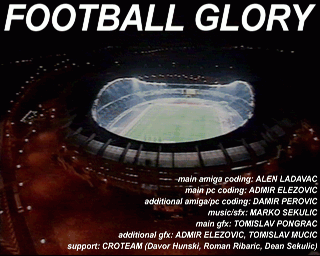 FOOTBALL GLORY
main amiga coding: ALEN LADAVAC
main pc coding: ADMIR ELEZOVIC
additional amiga/pc coding: DAMIR PEROVIC
music/sfx: MARKO SEKULIC
main gfx: TOMISLAV PONGRAC
additional gfx: ADMIR ELEZOVIC, TOMISLAV MUCIC
support: CROTEAM (Davor Hunski, Roman Ribaric, Dean Sekulic)